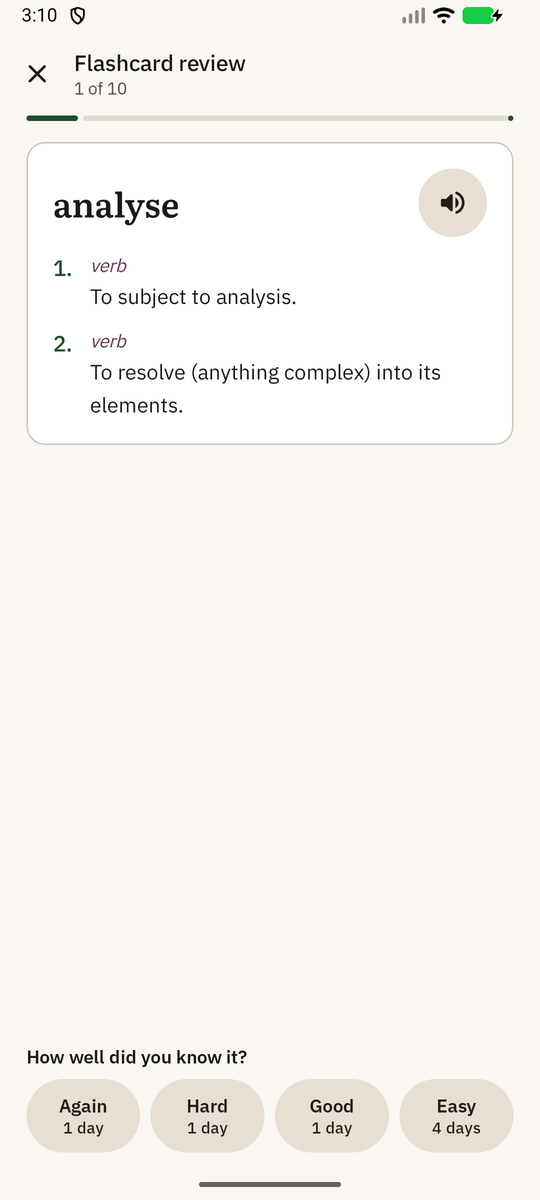 3:10
Flashcard review
1 of 10
analyse
1. verb
To subject to analysis.
2. verb
To resolve (anything complex) into its
elements.
How well did you know it?
Again Hard Good Easy
1 day 1 day 1 day 4 days